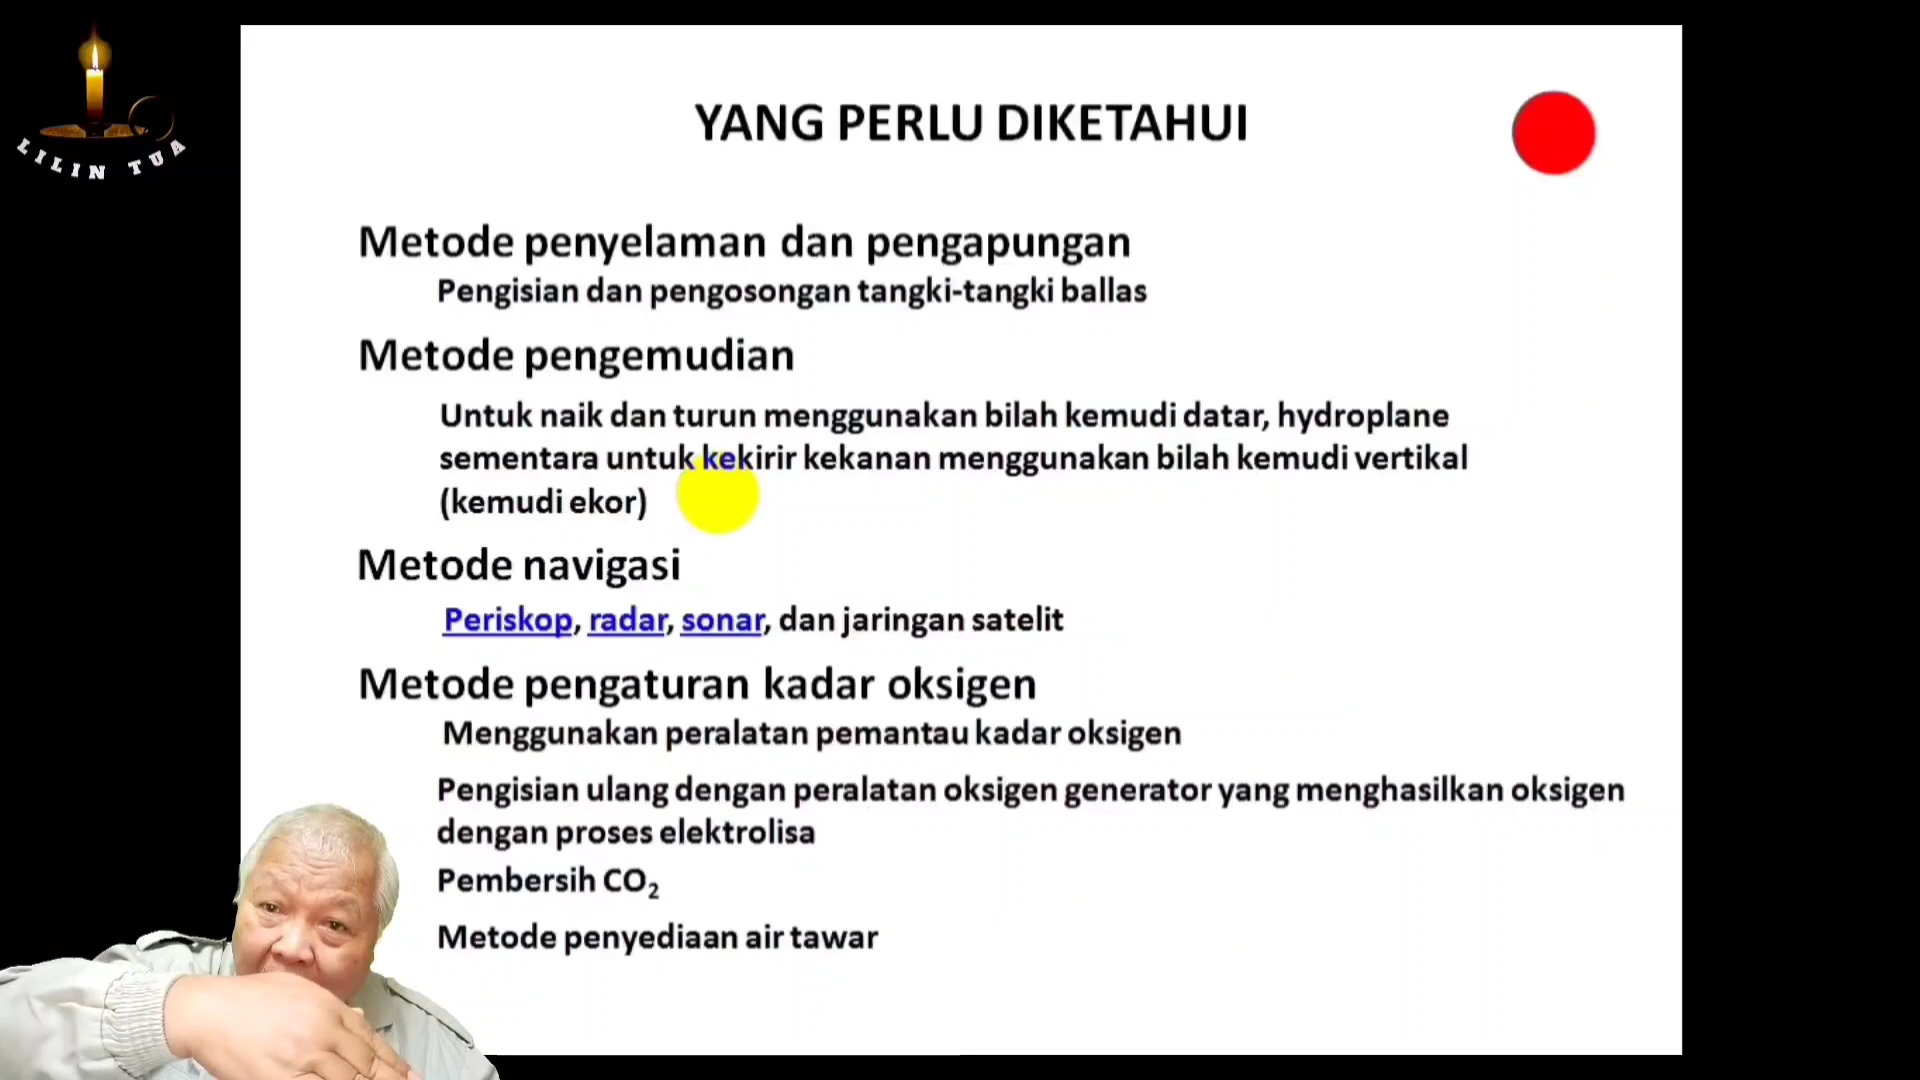 LILIN TUA
YANG PERLU DIKETAHUI
Metode penyelaman dan pengapungan
Pengisian dan pengosongan tangki-tangki ballas
Metode pengemudian
Untuk naik dan turun menggunakan bilah kemudi datar, hydroplane
sementara untuk kekirir kekanan menggunakan bilah kemudi vertikal
(kemudi ekor)
Metode navigasi
Periskop, radar, sonar, dan jaringan satelit
Metode pengaturan kadar oksigen
Menggunakan peralatan pemantau kadar oksigen
Pengisian ulang dengan peralatan oksigen generator yang menghasilkan oksigen
dengan proses elektrolisa
Pembersih CO₂
Metode penyediaan air tawar